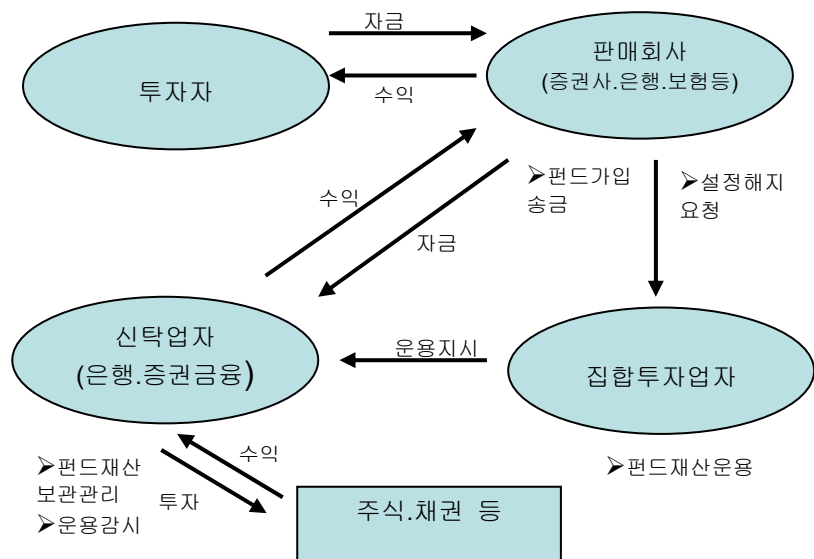 자금
투자자
판매회사
(증권사.은행.보험등)
수익
➢펀드가입
송금
➢설정해지
요청
수익
자금
신탁업자
(은행.증권금융)
운용지시
집합투자업자
➢펀드재산
보관관리
➢운용감시
수익
투자
➢펀드재산운용
주식.채권 등